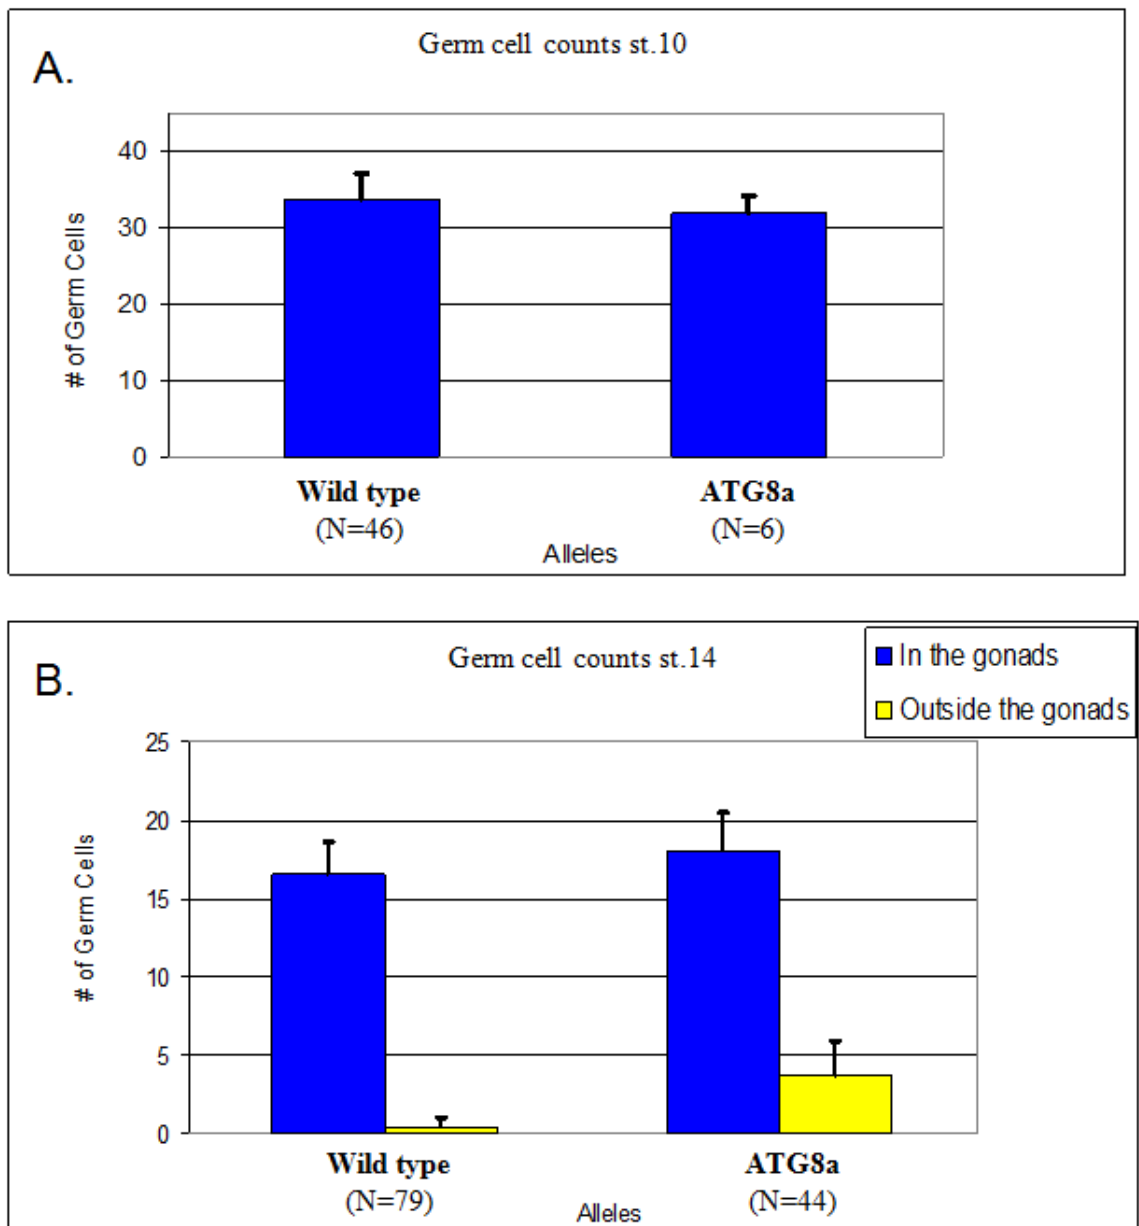 Germ cell counts st.10
A.
# of Germ Cells
40
30
20
10
0
Wild type
ATG8a
(N=46)
(N=6)
Alleles
Germ cell counts st.14
B.
In the gonads
Outside the gonads
# of Germ Cells
25
20
15
10
5
0
Wild type
ATG8a
(N=79)
(N=44)
Alleles